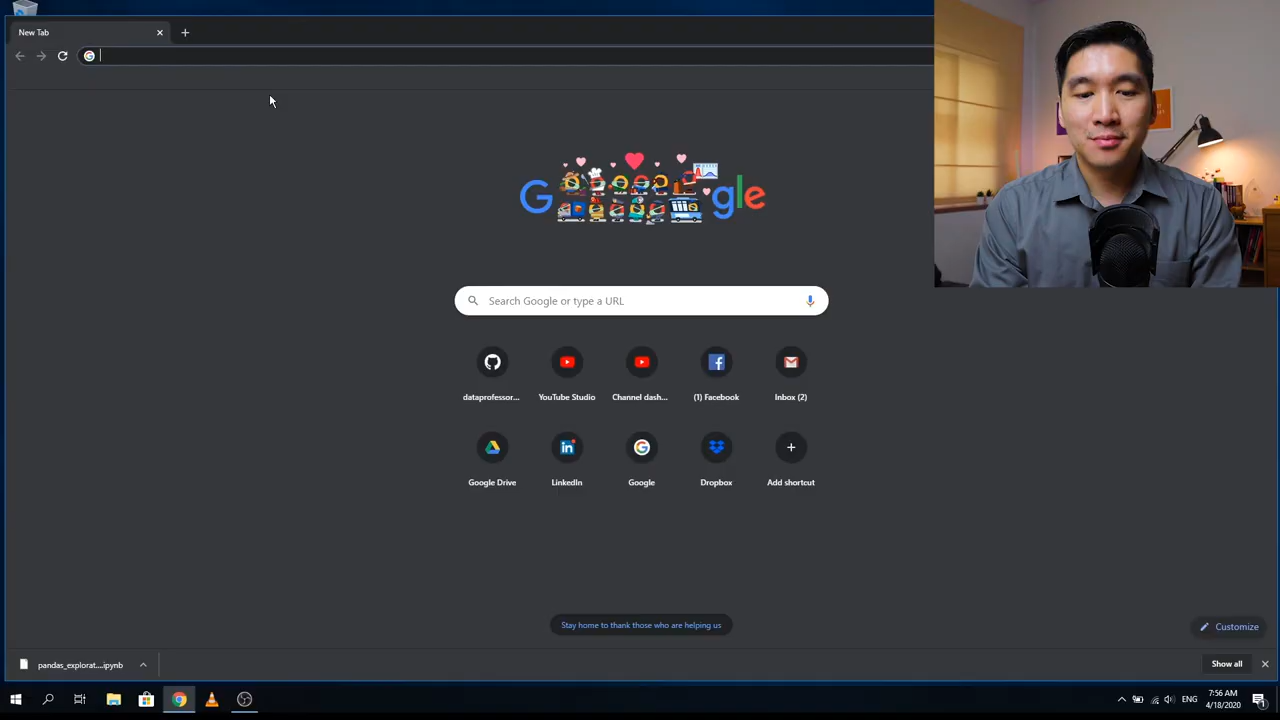 New Tab
G gle
Search Google or type a URL
dataprofessor...
YouTube Studio
Channel dash...
(1) Facebook
Inbox (2)
Google Drive
LinkedIn
Google
Dropbox
Add shortcut
Stay home to thank those who are helping us
Customize
pandas_explorat....ipynb
Show all
ENG
7:56 AM
4/18/2020